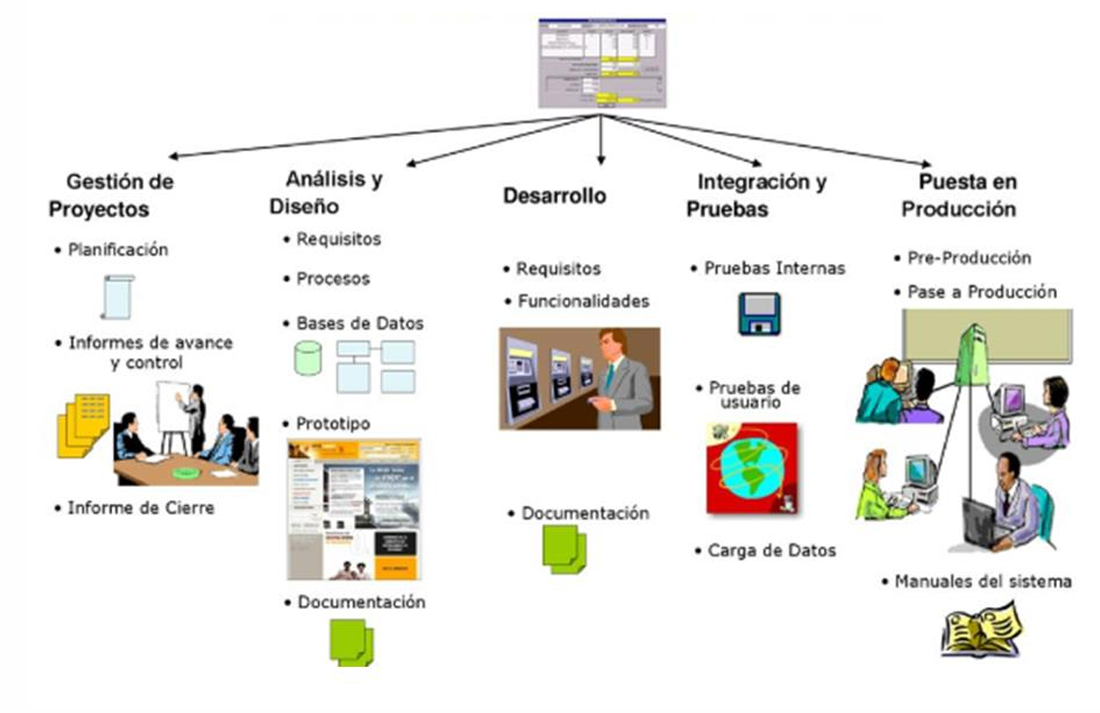 Gestión de
Proyectos
• Planificación
• Informes de avance
y control
• Informe de Cierre
Análisis y
Diseño
• Requisitos
• Procesos
• Bases de Datos
• Prototipo
• Documentación
Desarrollo
• Requisitos
• Funcionalidades
• Documentación
Integración y
Pruebas
• Pruebas Internas
• Pruebas de
usuario
• Carga de Datos
Puesta en
Producción
• Pre-Producción
• Pase a Producción
• Manuales del sistema